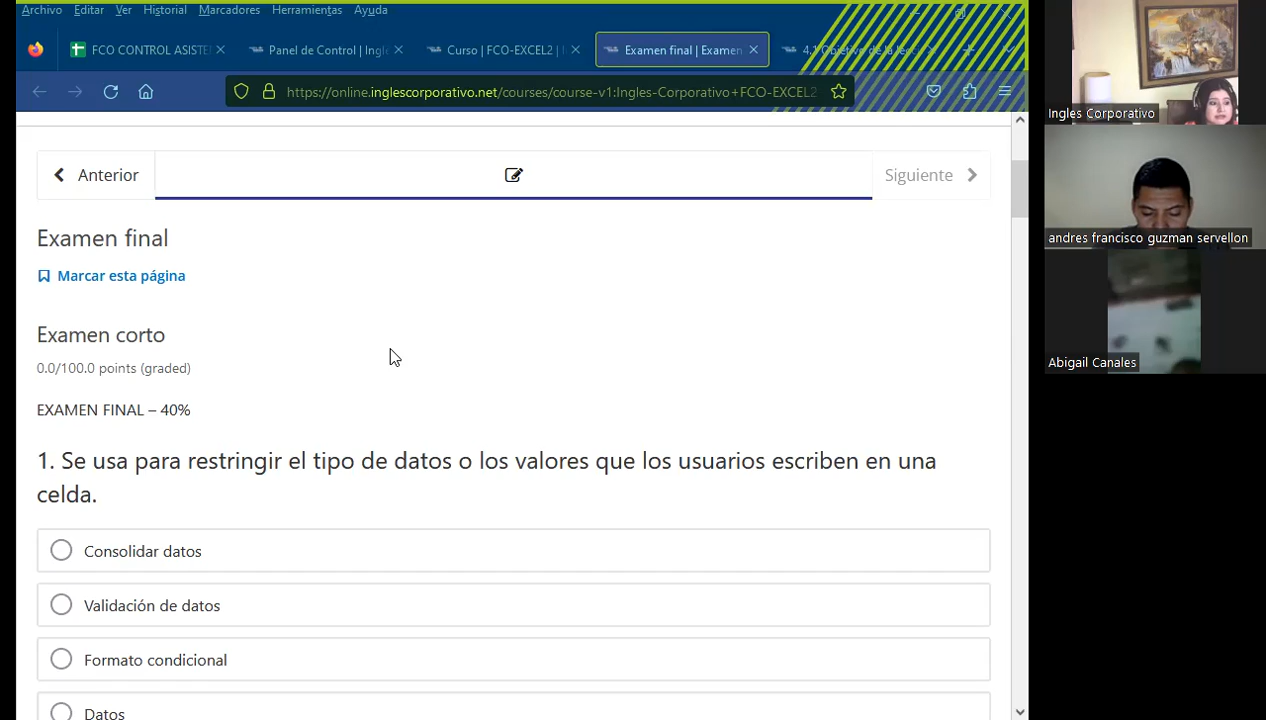 Archivo Editar Ver Historial Marcadores Herramientas Ayuda
FCO CONTROL ASISTE
Panel de Control | Ingl
Curso | FCO-EXCEL2 |
Examen final | Examen
https://online.inglescorporativo.net/courses/course-v1:Ingles-Corporativo+FCO-EXCEL2
Anterior
Siguiente
Examen final
Marcar esta página
Examen corto
0.0/100.0 points (graded)
EXAMEN FINAL – 40%
1. Se usa para restringir el tipo de datos o los valores que los usuarios escriben en una
celda.
Consolidar datos
Validación de datos
Formato condicional
Datos
Ingles Corporativo
andres francisco guzman servellon
Abigail Canales